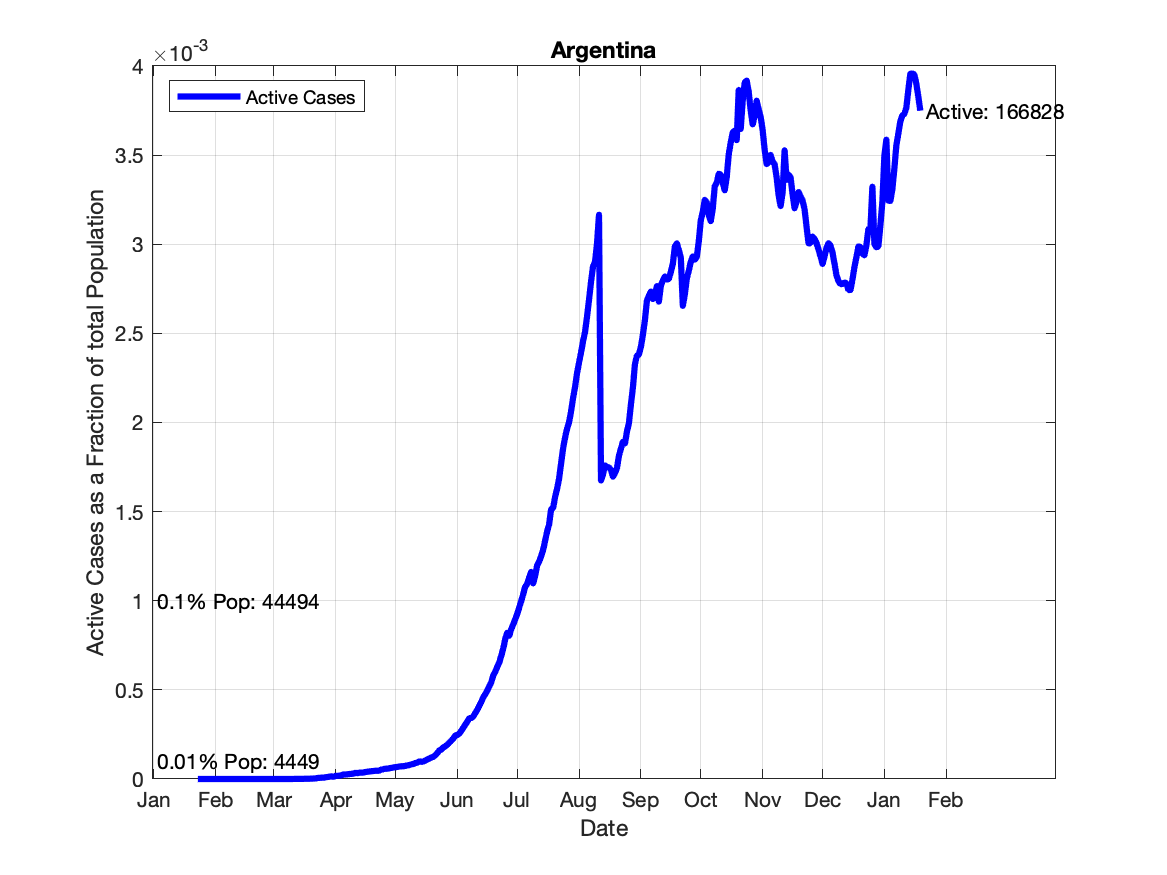 Argentina
×10-3
Active Cases
Active: 166828
4
3.5
3
2.5
2
1.5
1
0.5
0
0.1% Pop: 44494
0.01% Pop: 4449
Active Cases as a Fraction of total Population
Jan Feb Mar Apr May Jun Jul Aug Sep Oct Nov Dec Jan Feb
Date